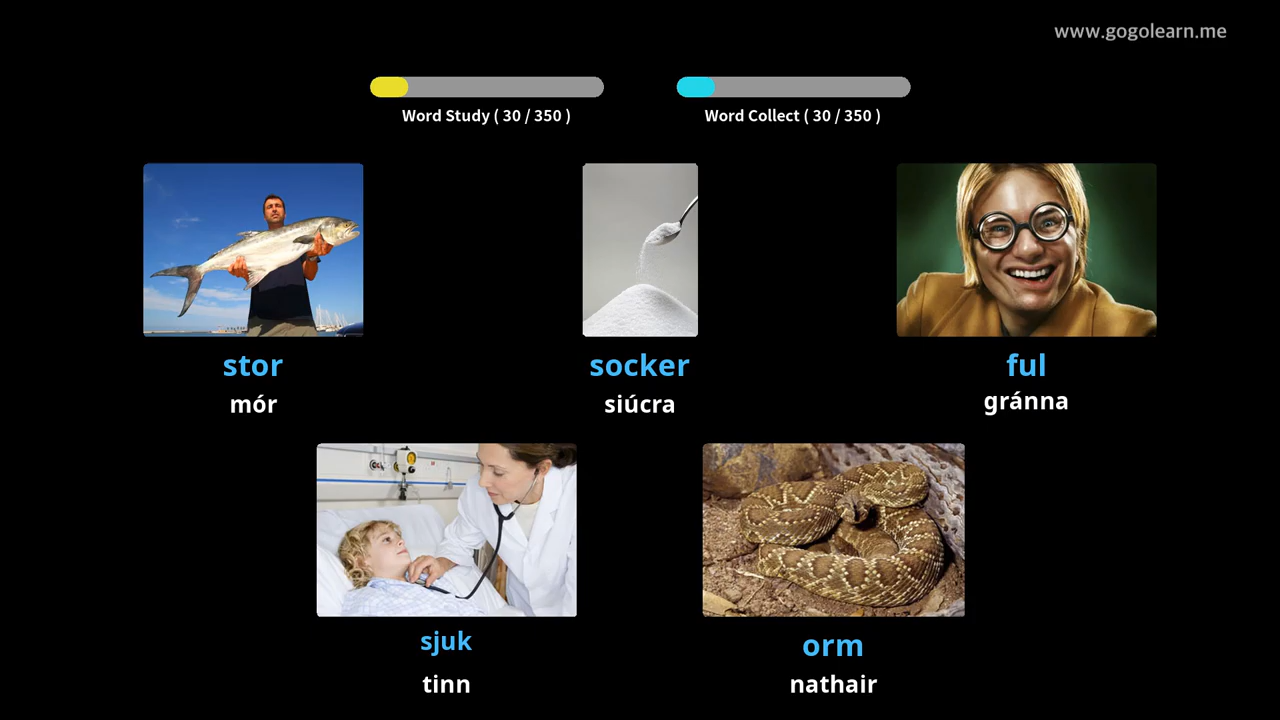 www.gogolearn.me
Word Study ( 30 / 350 )
Word Collect ( 30 / 350 )
stor
mór
socker
siúcra
ful
gránna
sjuk
tinn
orm
nathair